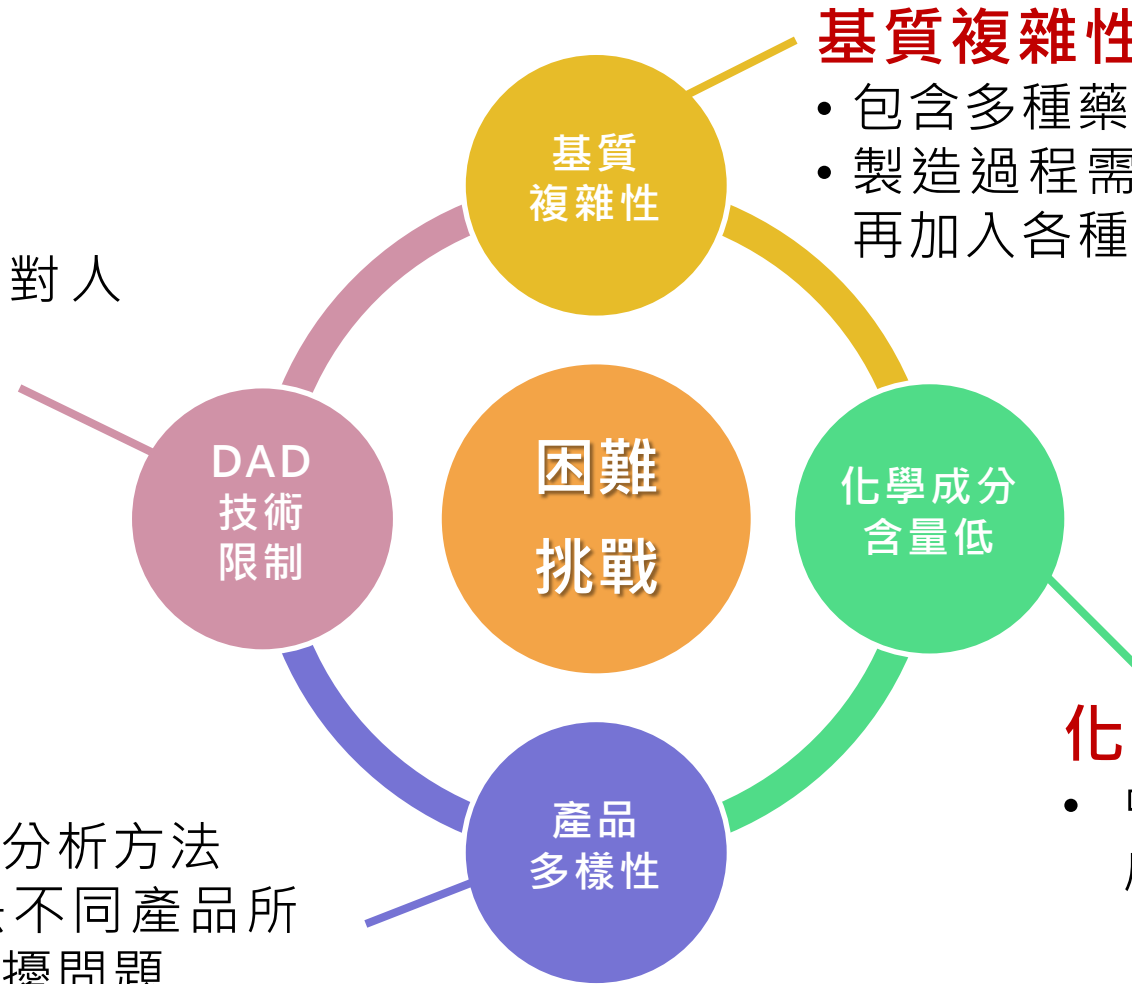 基質複雜性
• 包含多種藥
• 製造過程需
再加入各種
基質
複雜性
對人
DAD
技術
限制
困難
挑戰
化學成分
含量低
化
•
產品
多樣性
分析方法
不同產品所
擾問題